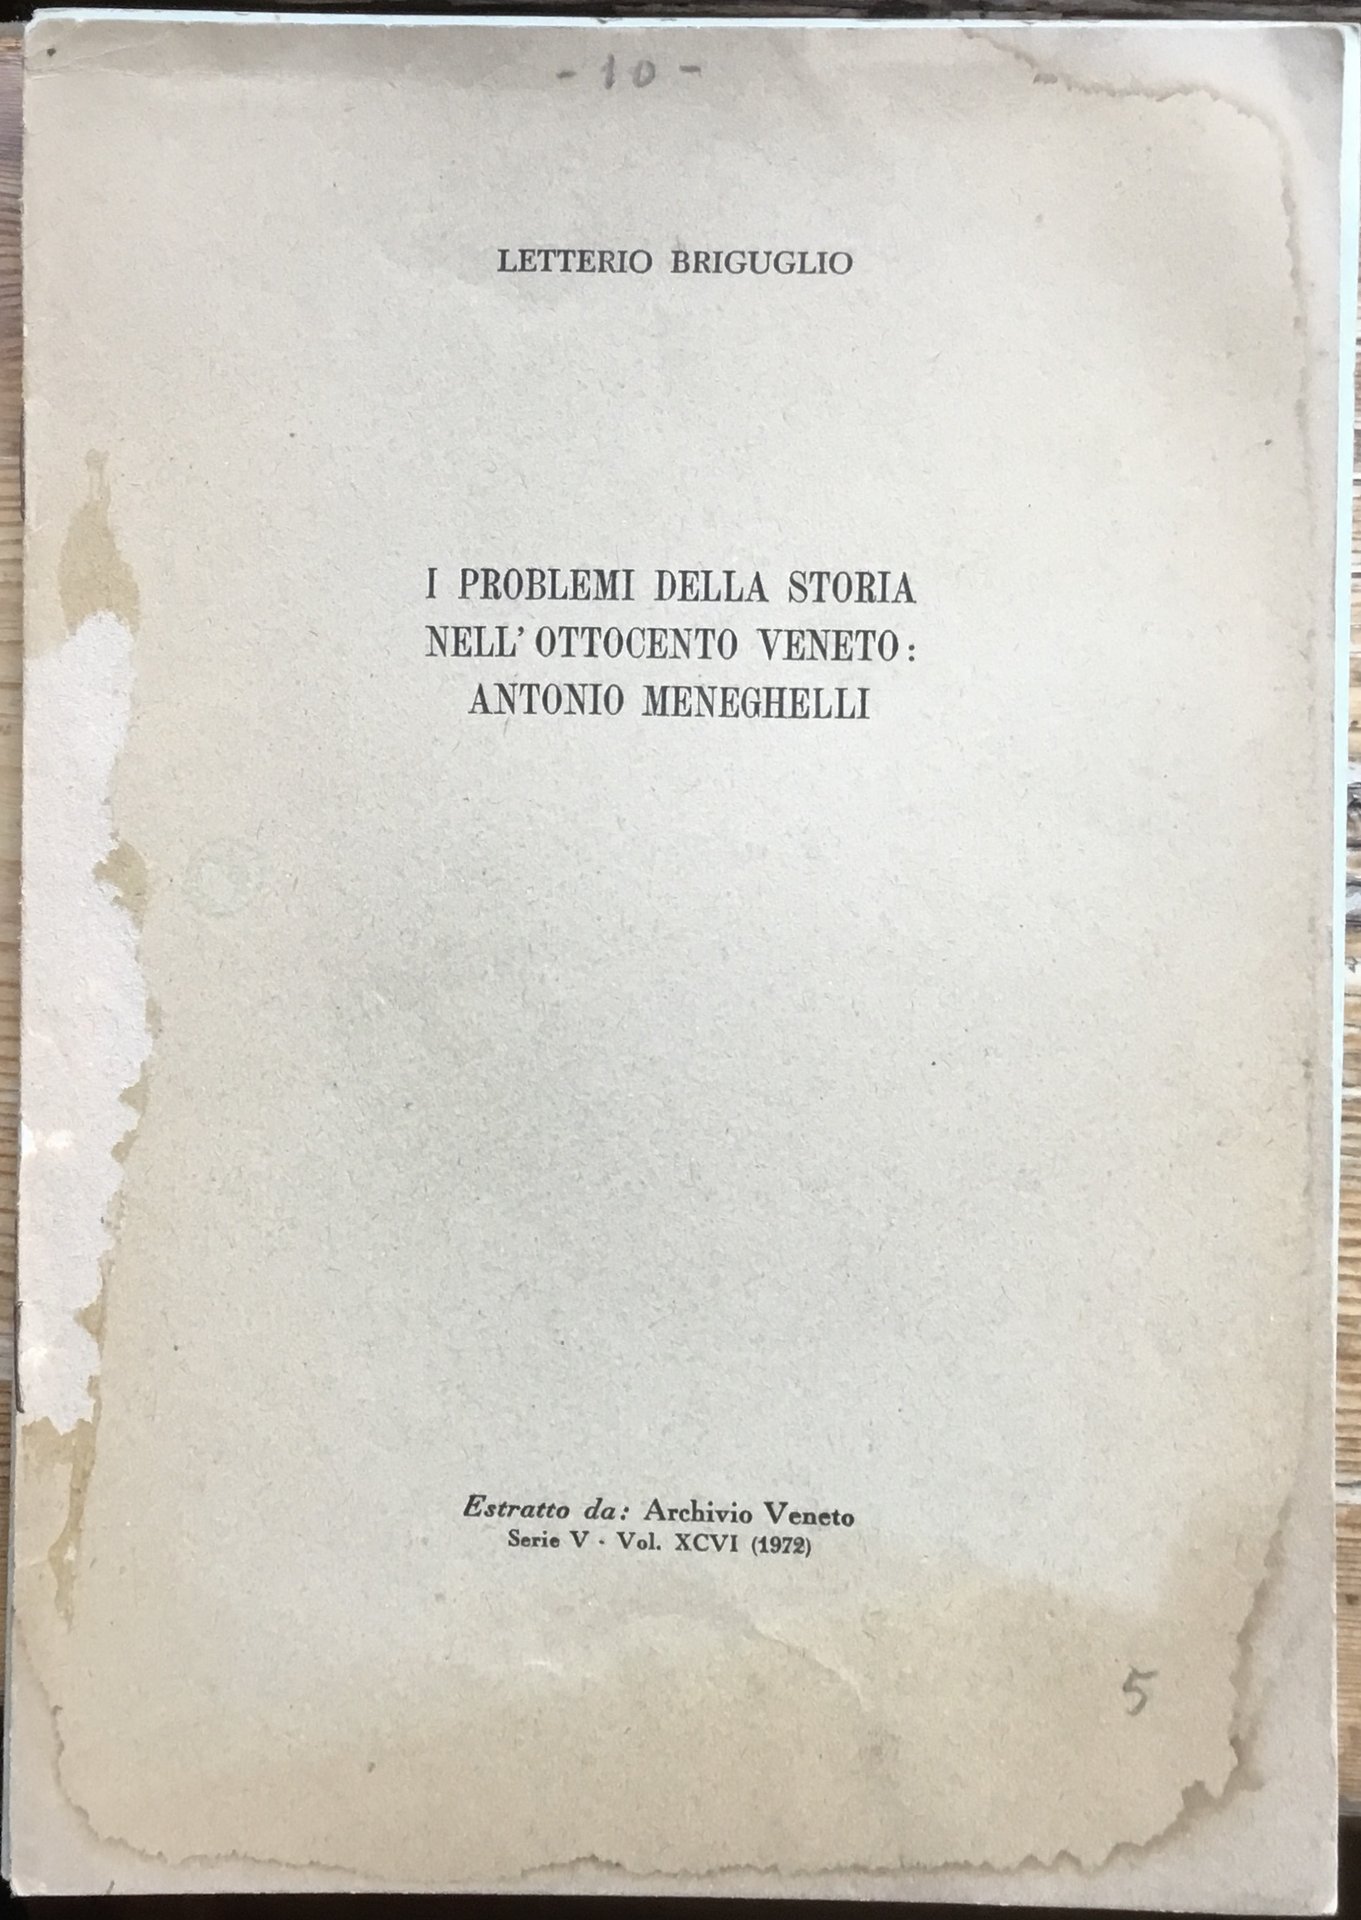 - 10 -
LETTERIO BRIGUGLIO
I PROBLEMI DELLA STORIA
NELL' OTTOCENTO VENETO:
ANTONIO MENEGHELLI
Estratto da: Archivio Veneto
Serie V - Vol. XCVI (1972)
5